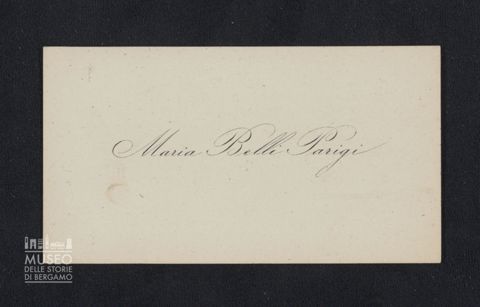 Maria Belli Parigi
MUSEO
DELLE STORIE
DI BERGAMO